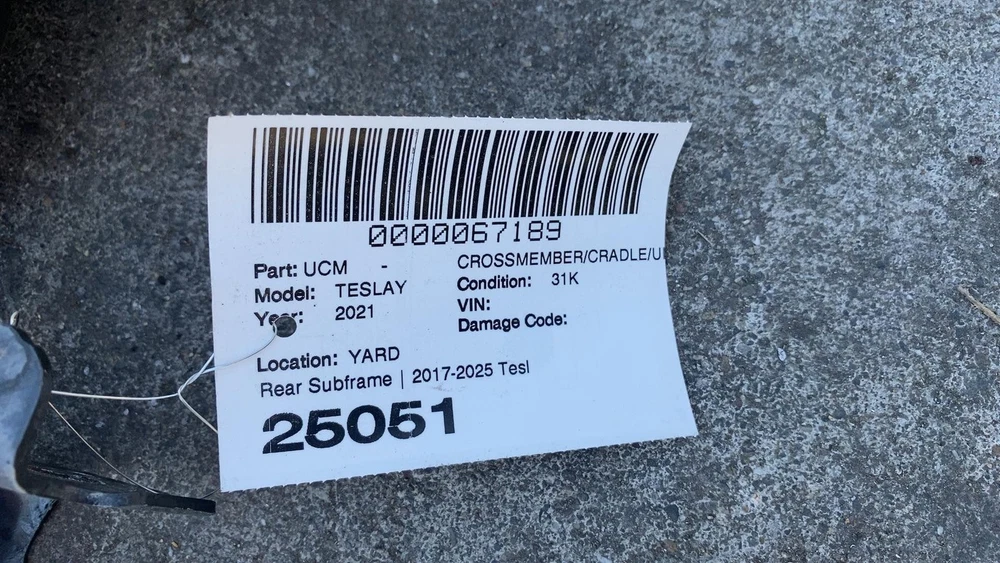 0000067189
Part: UCM - CROSSMEMBER/CRADLE/U
Model: TESLAY Condition: 31K
Year: 2021 VIN:
Damage Code:
Location: YARD
Rear Subframe | 2017-2025 Tesl
25051